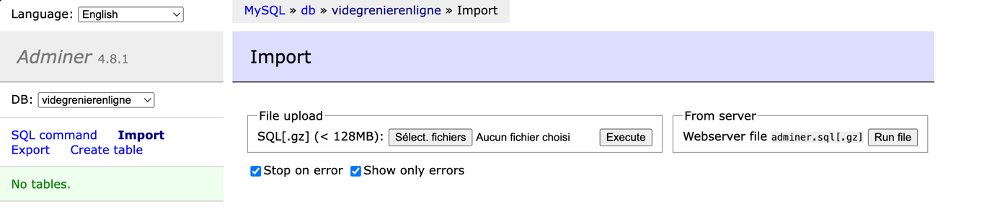 Language: English
MySQL » db » videgrenierenligne » Import
Adminer 4.8.1
Import
DB: videgrenierenligne
SQL command Import
Export Create table
No tables.
File upload
SQL[.gz] (< 128MB): Sélect. fichiers Aucun fichier choisi Execute
From server
Webserver file adminer.sql[.gz] Run file
Stop on error Show only errors